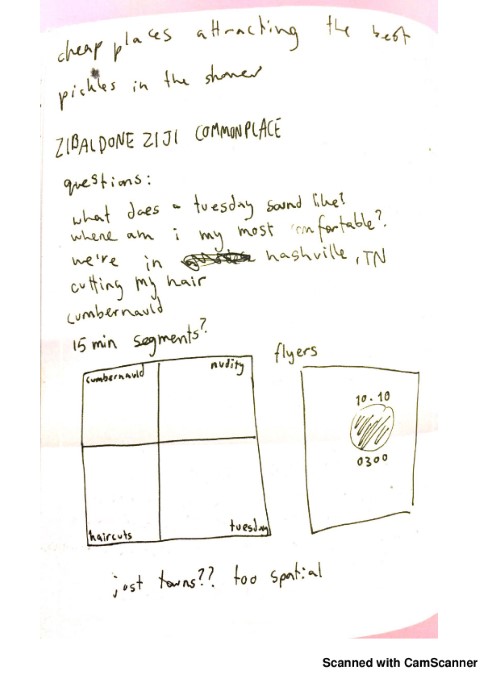 cheap places attracting the best
pickles in the shower
ZIBALDONE ZIJI COMMONPLACE
questions:
what does a tuesday sound like?
where am i my most comfortable?
we're in nashville, TN
cutting my hair
cumbernauld
15 min segments?
cumbernauld nudity
haircuts tuesday
flyers
10.10
0300
just towns?? too spatial
Scanned with CamScanner